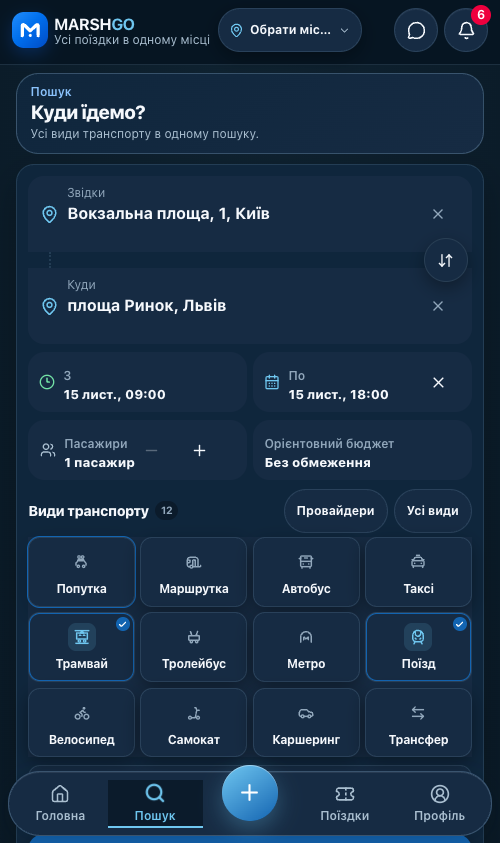 MARSHGO
Усі поїздки в одному місці
Обрати міс...
6
Пошук
Куди їдемо?
Усі види транспорту в одному пошуку.
Звідки
Вокзальна площа, 1, Київ
Куди
площа Ринок, Львів
З
15 лист., 09:00
По
15 лист., 18:00
Пасажири
1 пасажир
Орієнтовний бюджет
Без обмеження
Види транспорту 12
Провайдери
Усі види
Попутка
Маршрутка
Автобус
Таксі
Трамвай
Тролейбус
Метро
Поїзд
Велосипед
Самокат
Каршеринг
Трансфер
Головна
Пошук
Поїздки
Профіль